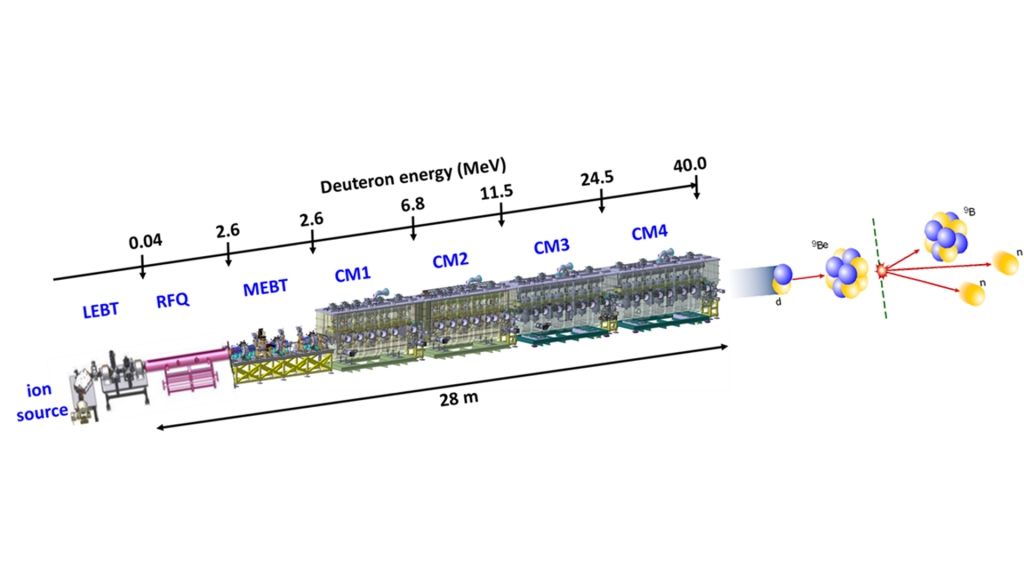 Deuteron energy (MeV)
0.04
2.6
2.6
6.8
11.5
24.5
40.0
LEBT
RFQ
MEBT
CM1
CM2
CM3
CM4
ion
source
28 m
d
⁹Be
⁹B
n
n